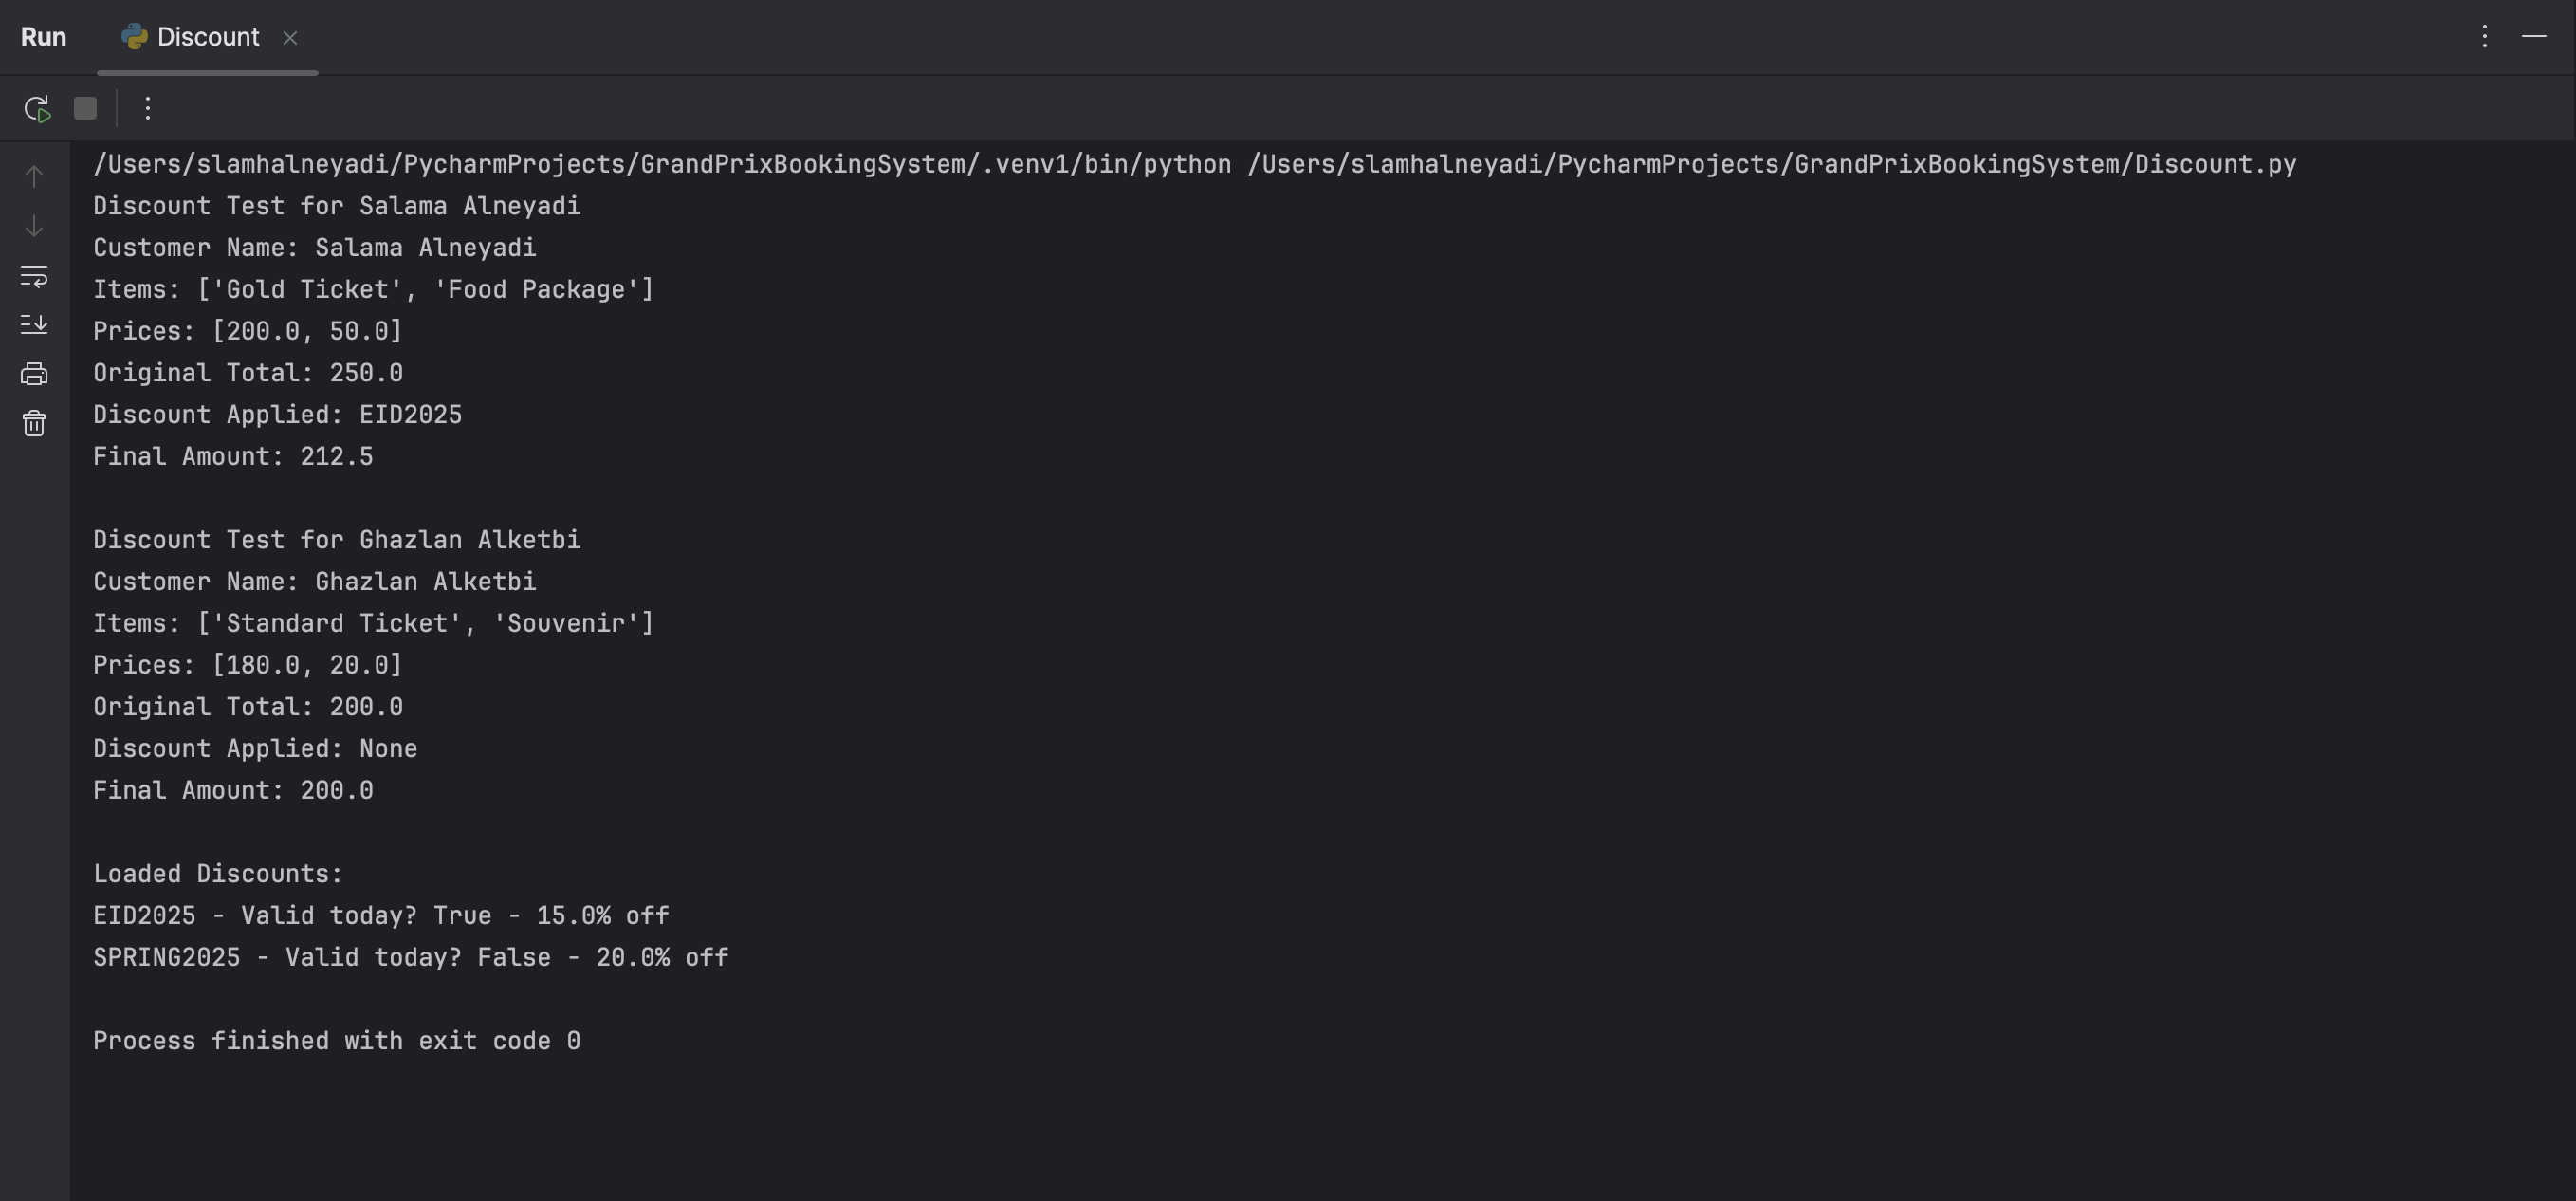 Run
Discount
/Users/slamhalneyadi/PycharmProjects/GrandPrixBookingSystem/.venv1/bin/python /Users/slamhalneyadi/PycharmProjects/GrandPrixBookingSystem/Discount.py
Discount Test for Salama Alneyadi
Customer Name: Salama Alneyadi
Items: ['Gold Ticket', 'Food Package']
Prices: [200.0, 50.0]
Original Total: 250.0
Discount Applied: EID2025
Final Amount: 212.5
Discount Test for Ghazlan Alketbi
Customer Name: Ghazlan Alketbi
Items: ['Standard Ticket', 'Souvenir']
Prices: [180.0, 20.0]
Original Total: 200.0
Discount Applied: None
Final Amount: 200.0
Loaded Discounts:
EID2025 - Valid today? True - 15.0% off
SPRING2025 - Valid today? False - 20.0% off
Process finished with exit code 0